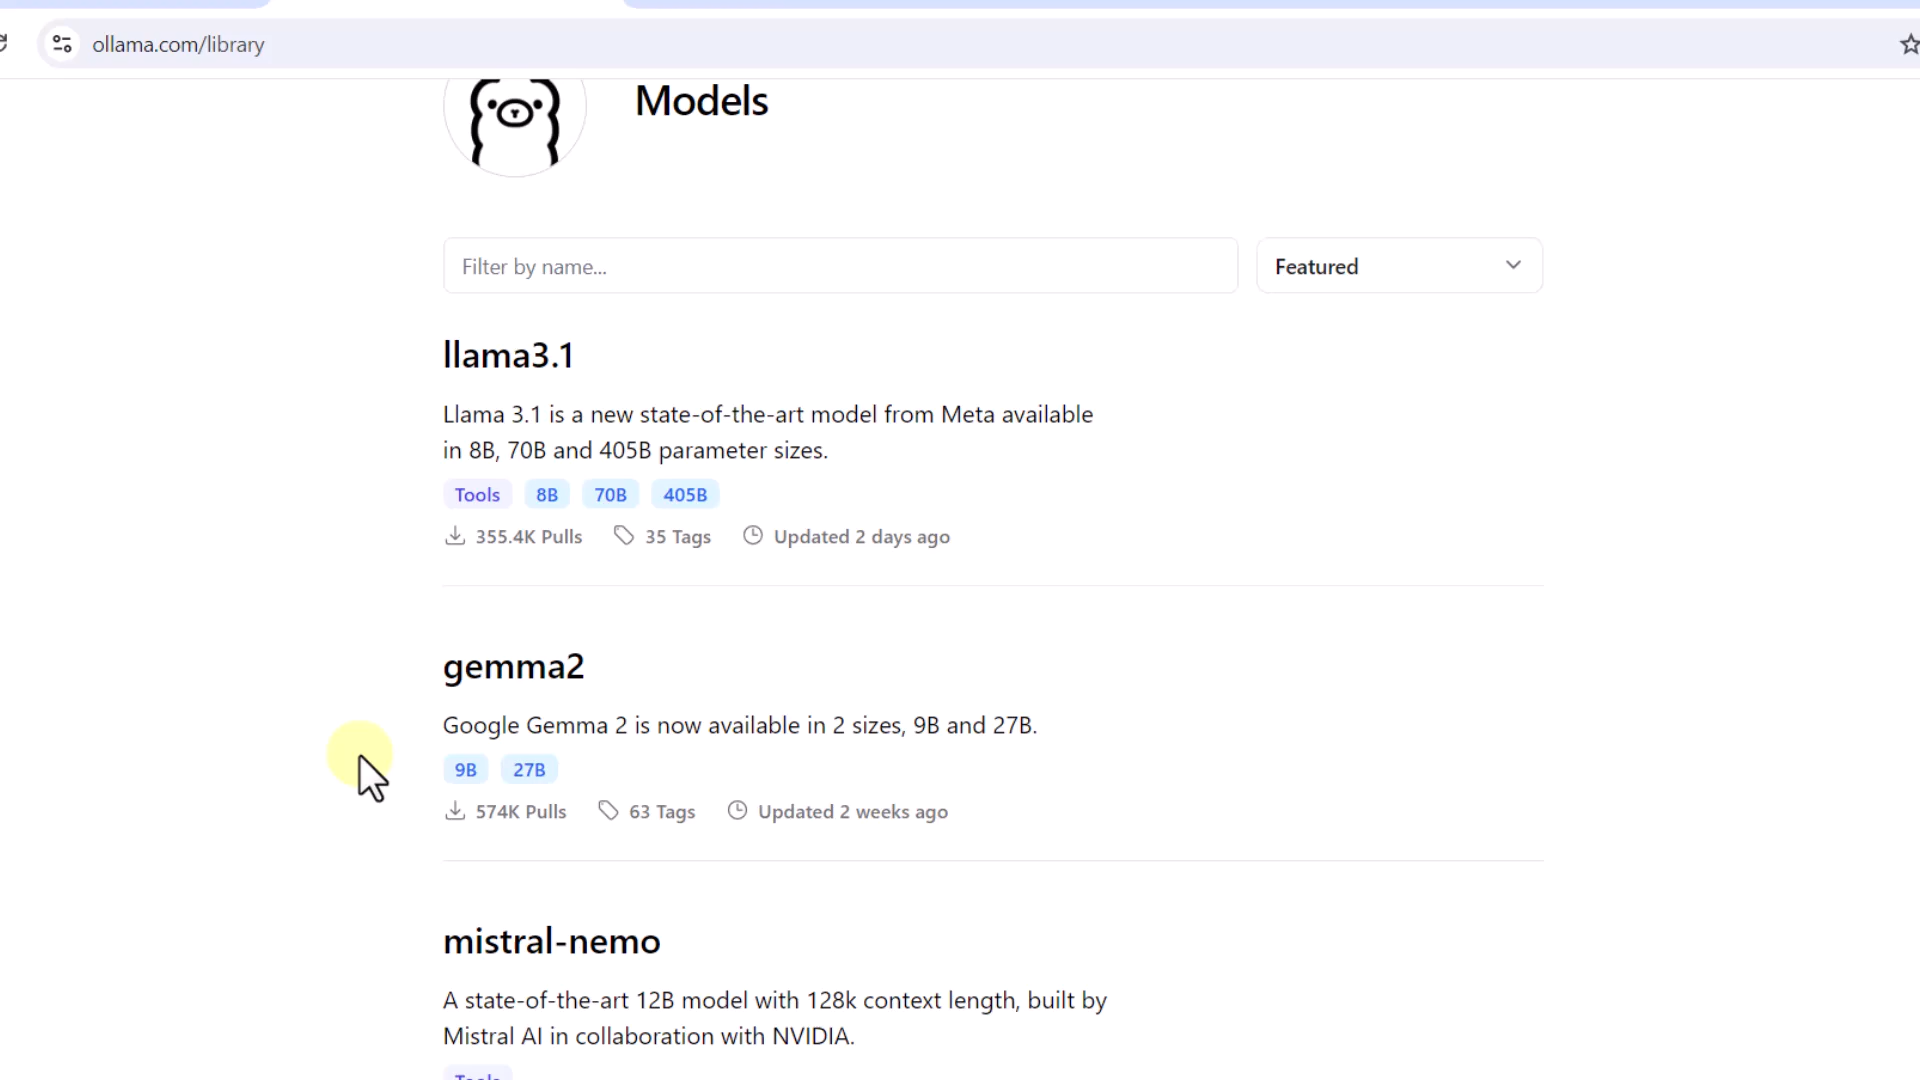 ollama.com/library
Models
Filter by name...
Featured
llama3.1
Llama 3.1 is a new state-of-the-art model from Meta available
in 8B, 70B and 405B parameter sizes.
Tools 8B 70B 405B
355.4K Pulls 35 Tags Updated 2 days ago
gemma2
Google Gemma 2 is now available in 2 sizes, 9B and 27B.
9B 27B
574K Pulls 63 Tags Updated 2 weeks ago
mistral-nemo
A state-of-the-art 12B model with 128k context length, built by
Mistral AI in collaboration with NVIDIA.
Tools